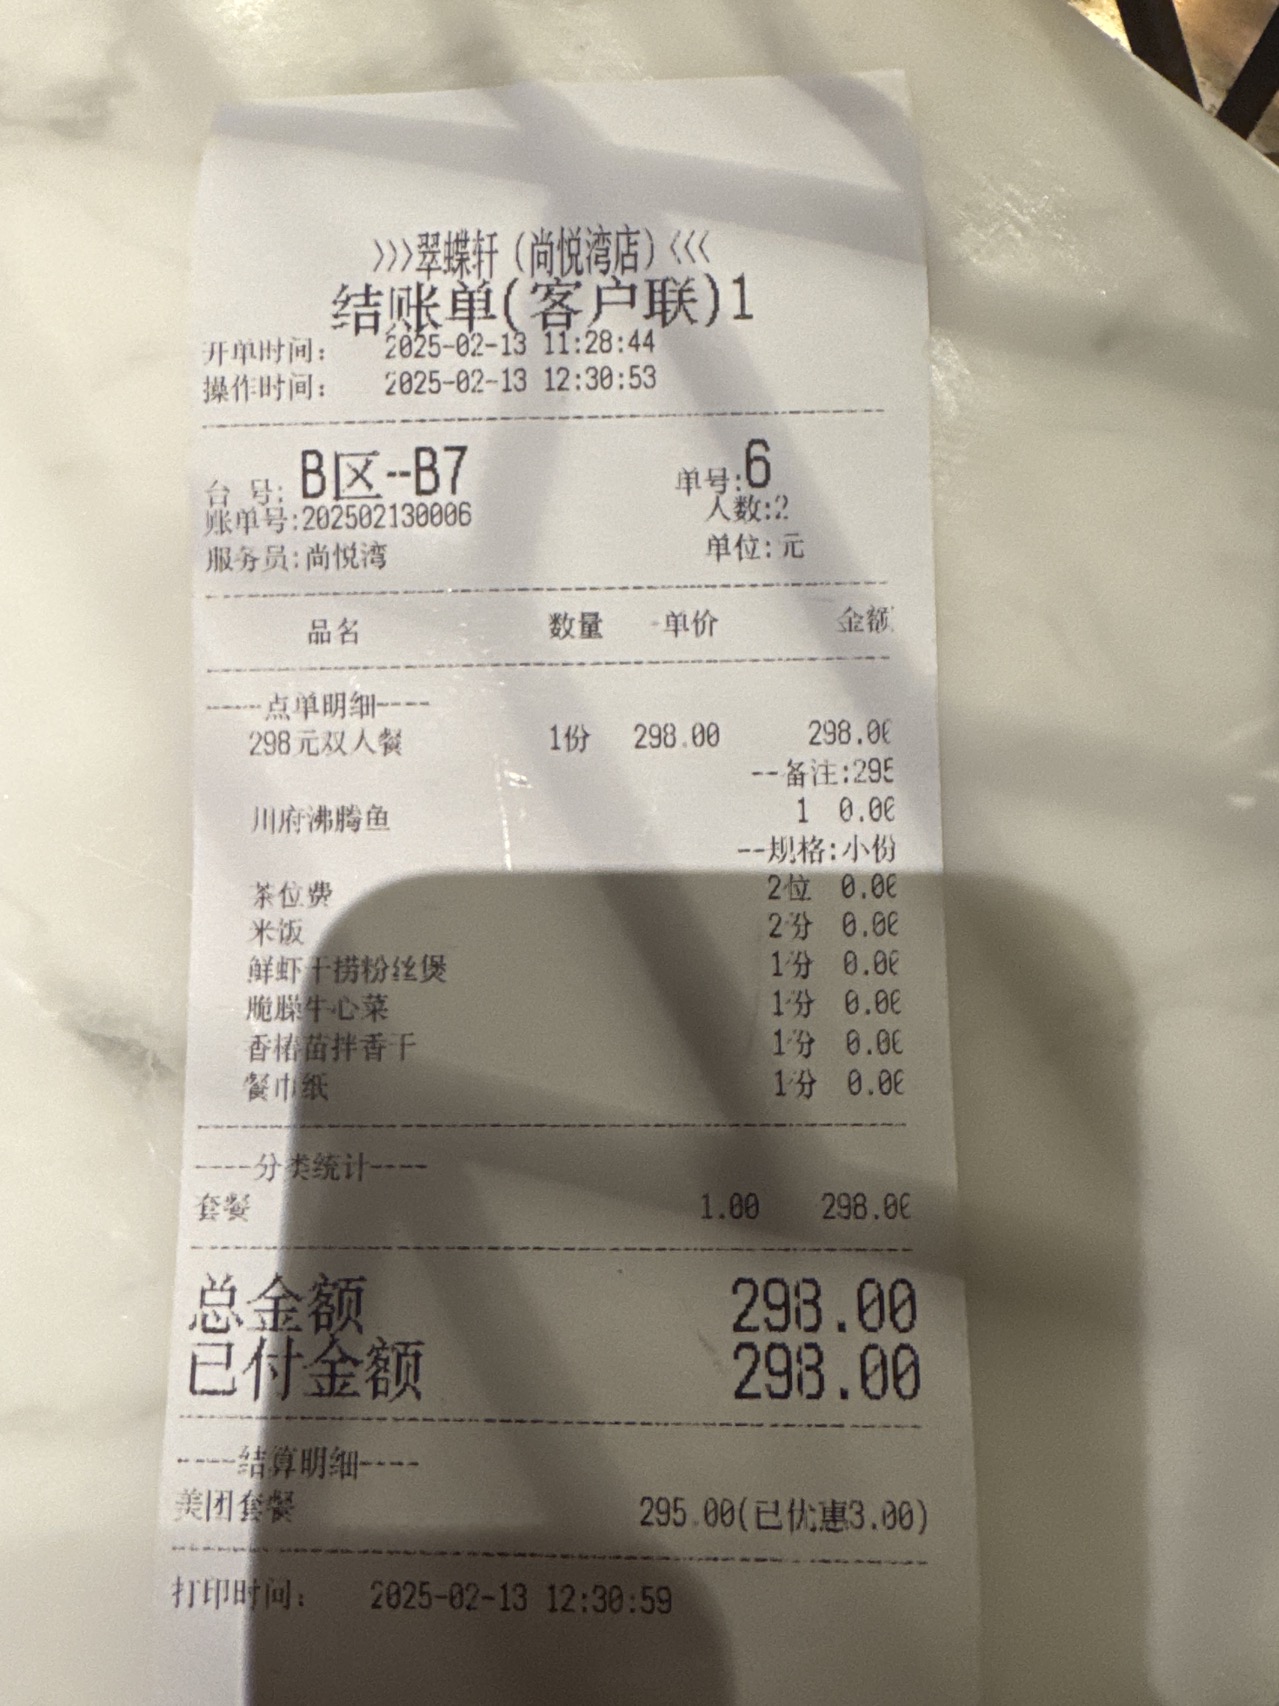 >>>翠蝶轩(尚悦湾店)<<<
结账单(客户联)1
开单时间: 2025-02-13 11:28:44
操作时间: 2025-02-13 12:30:53
台 号: B区--B7 单号:6
账单号:202502130006 人数:2
服务员:尚悦湾 单位:元
品名 数量 单价 金额
----点单明细----
298元双人餐 1份 298.00 298.00
--备注:295
川府沸腾鱼 1 0.00
--规格:小份
茶位费 2位 0.00
米饭 2份 0.00
鲜虾干捞粉丝煲 1份 0.00
脆臊牛心菜 1份 0.00
香椿苗拌香干 1份 0.00
餐巾纸 1份 0.00
----分类统计----
套餐 1.00 298.00
总金额 298.00
已付金额 298.00
----结算明细----
美团套餐 295.00(已优惠3.00)
打印时间: 2025-02-13 12:30:59